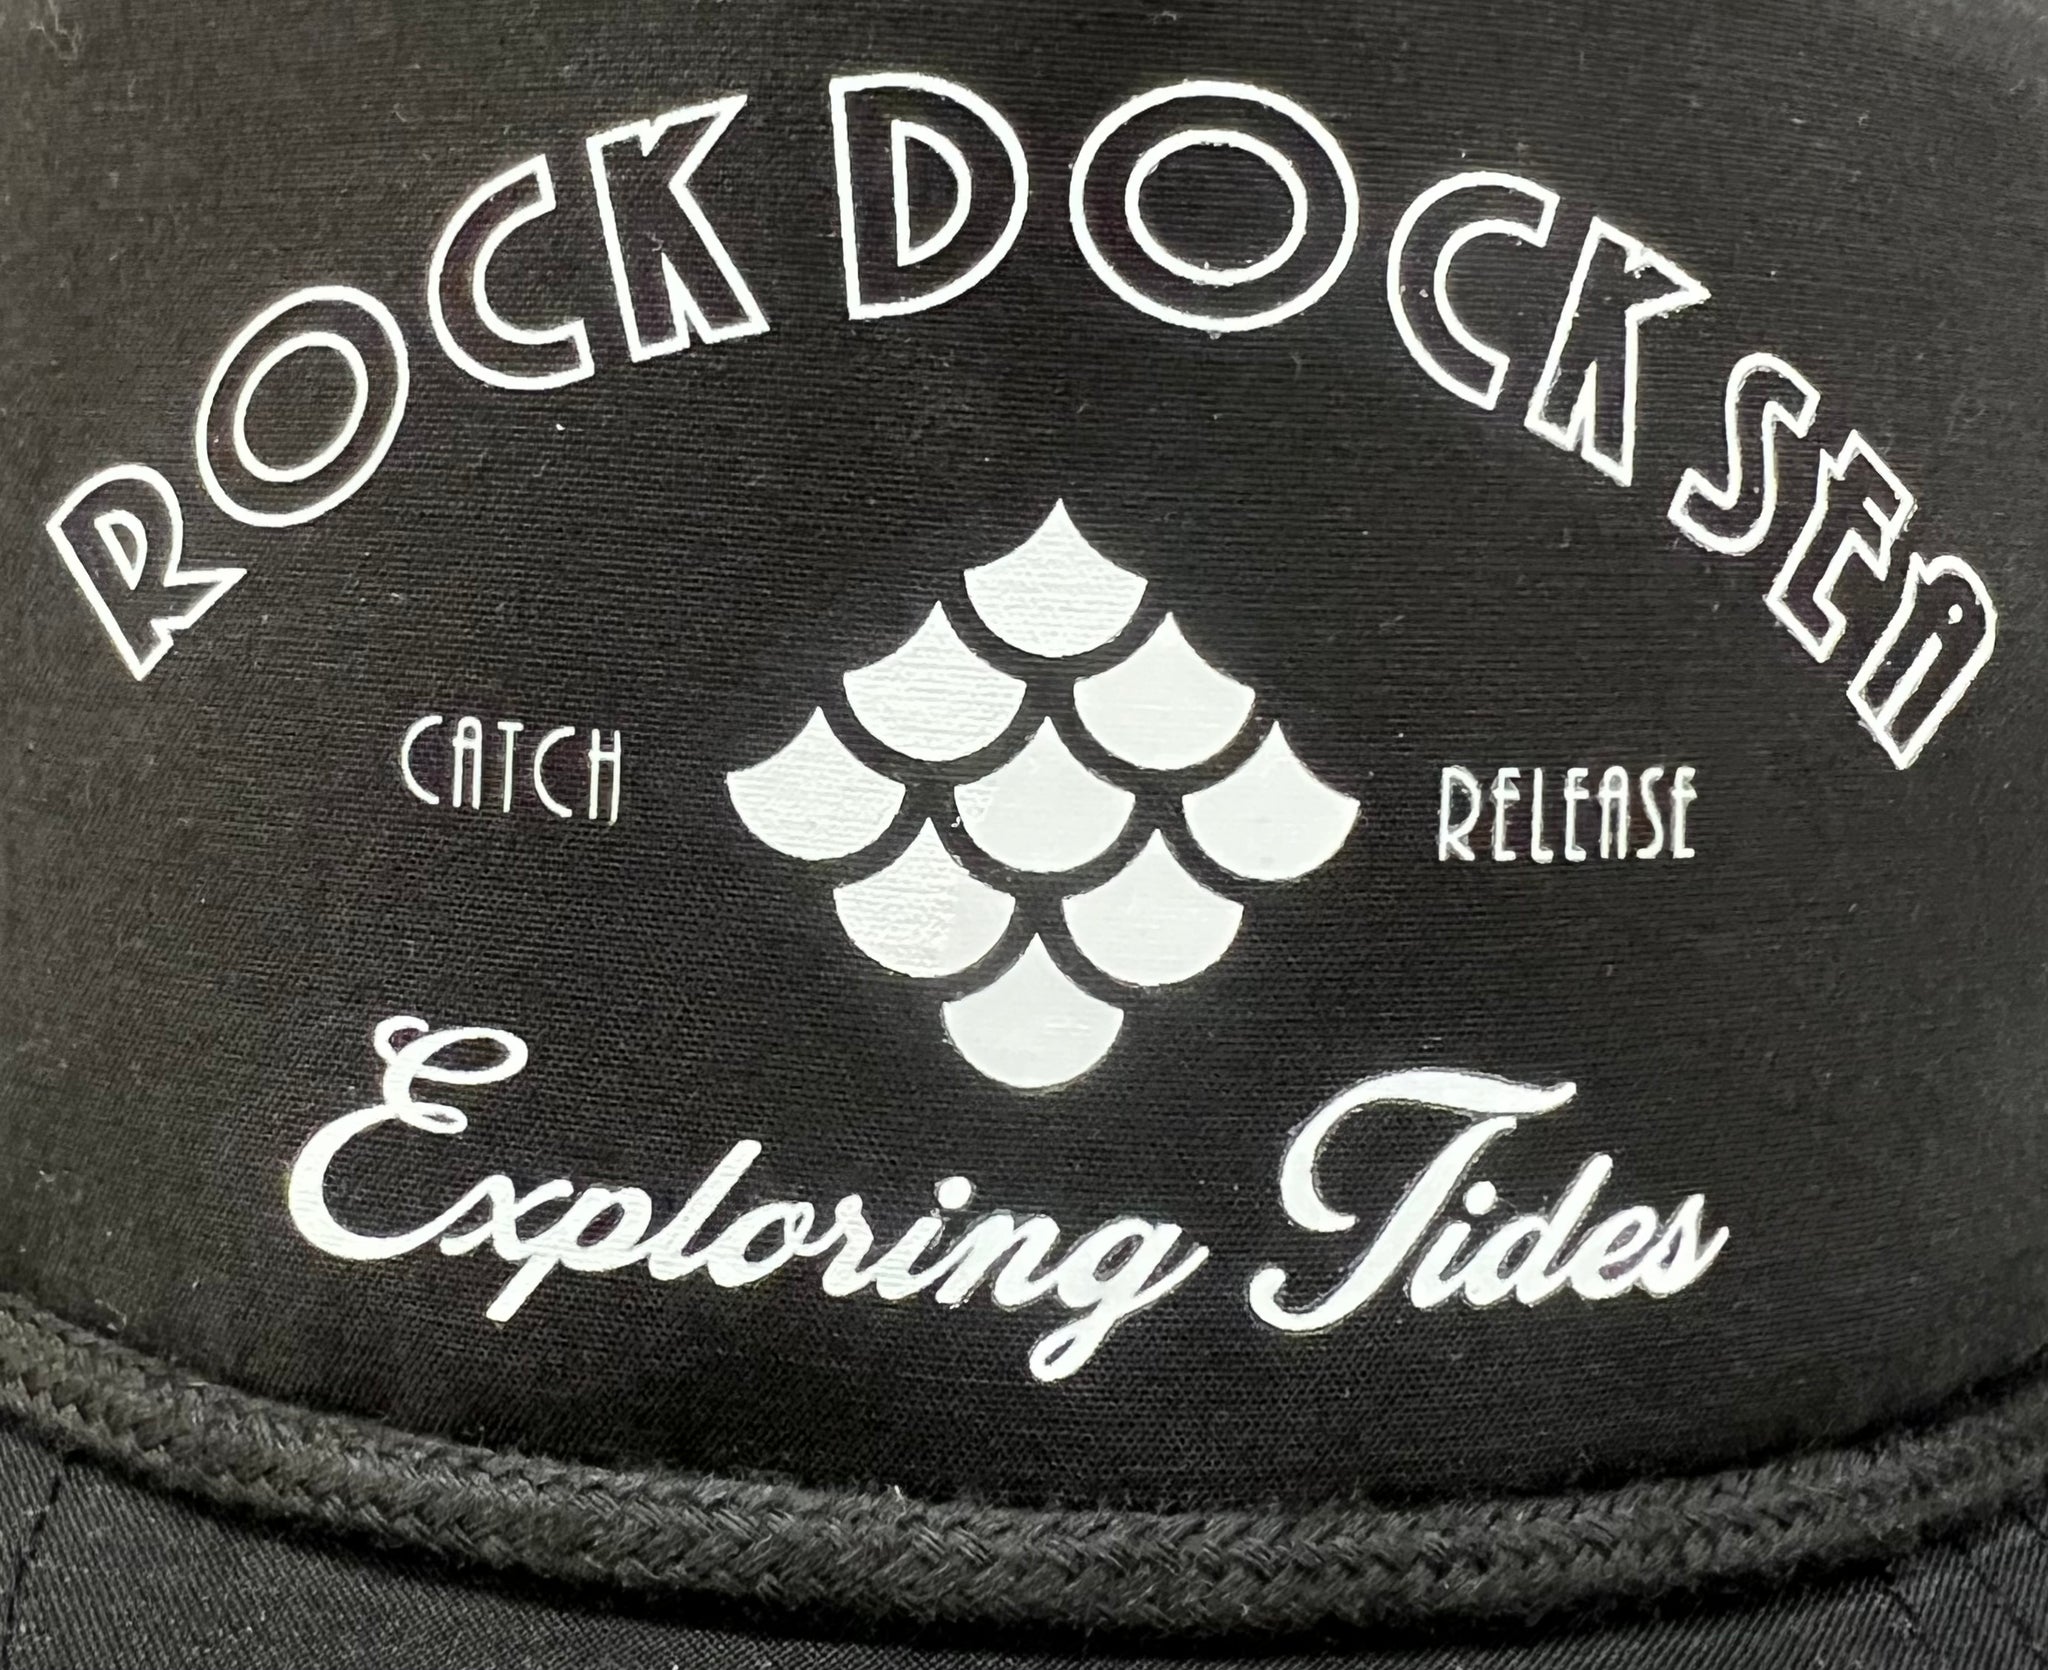 ROCK DOCK SEA
CATCH RELEASE
Exploring Tides